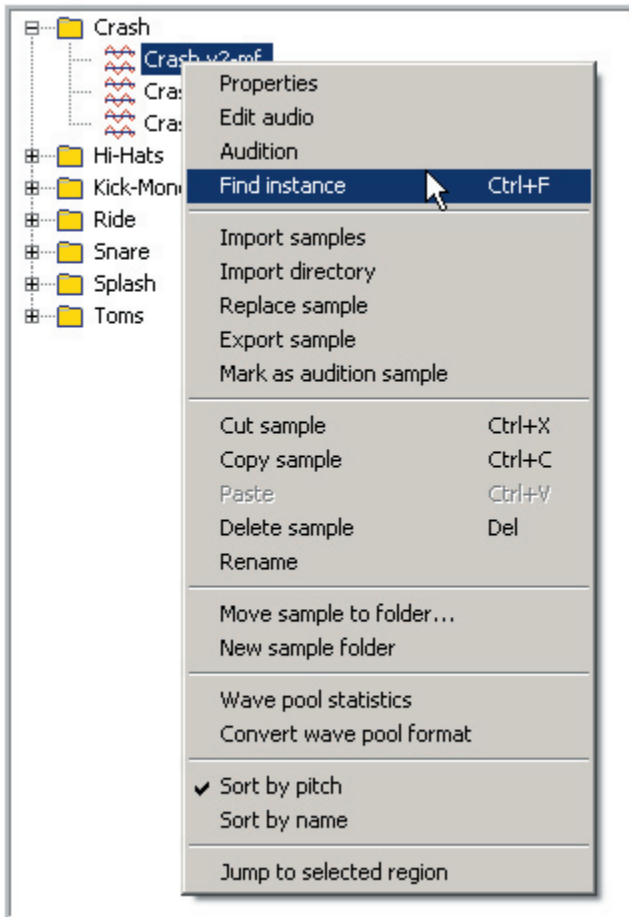 Crash
Crash v2-mf
Properties
Edit audio
Audition
Find instance Ctrl+F
Hi-Hats
Ride
Snare
Splash
Toms
Import samples
Import directory
Replace sample
Export sample
Mark as audition sample
Cut sample Ctrl+X
Copy sample Ctrl+C
Paste Ctrl+V
Delete sample Del
Rename
Move sample to folder...
New sample folder
Wave pool statistics
Convert wave pool format
Sort by pitch
Sort by name
Jump to selected region